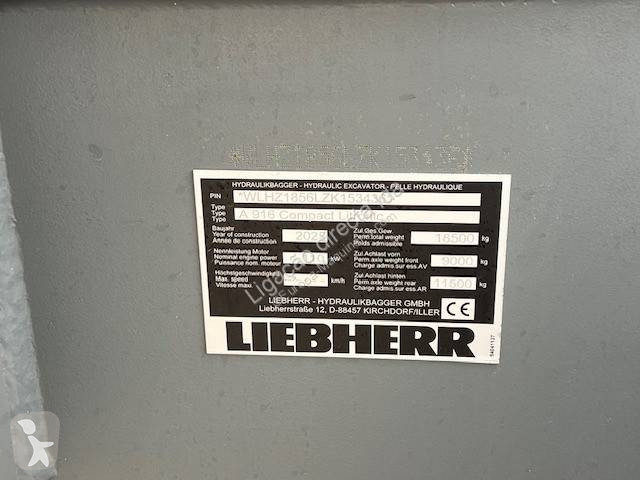 HYDRAULIKBAGGER - HYDRAULIC EXCAVATOR - PELLE HYDRAULIQUE
PIN
Typ
Type
Type
A 916 Compact Litronic
Baujahr
Year of construction
Année de construction
Zul.Ges.Gew
Perm.total weight
Poids admissible
18500 kg
Nennleistung Motor
Nominal engine power
Puissance nom. moteur
kW
Zul.Achlast vorn
Perm.axle weight front
Charge admis.sur ess.AV
9000 kg
Höchstgeschwindigkeit
Max. speed
Vitesse max.
km/h
Zul.Achlast hinten
Perm.axle weight rear
Charge admis.sur ess.AR
11500 kg
LIEBHERR - HYDRAULIKBAGGER GMBH
Liebherrstraße 12, D-88457 KIRCHDORF/ILLER
CE
LIEBHERR